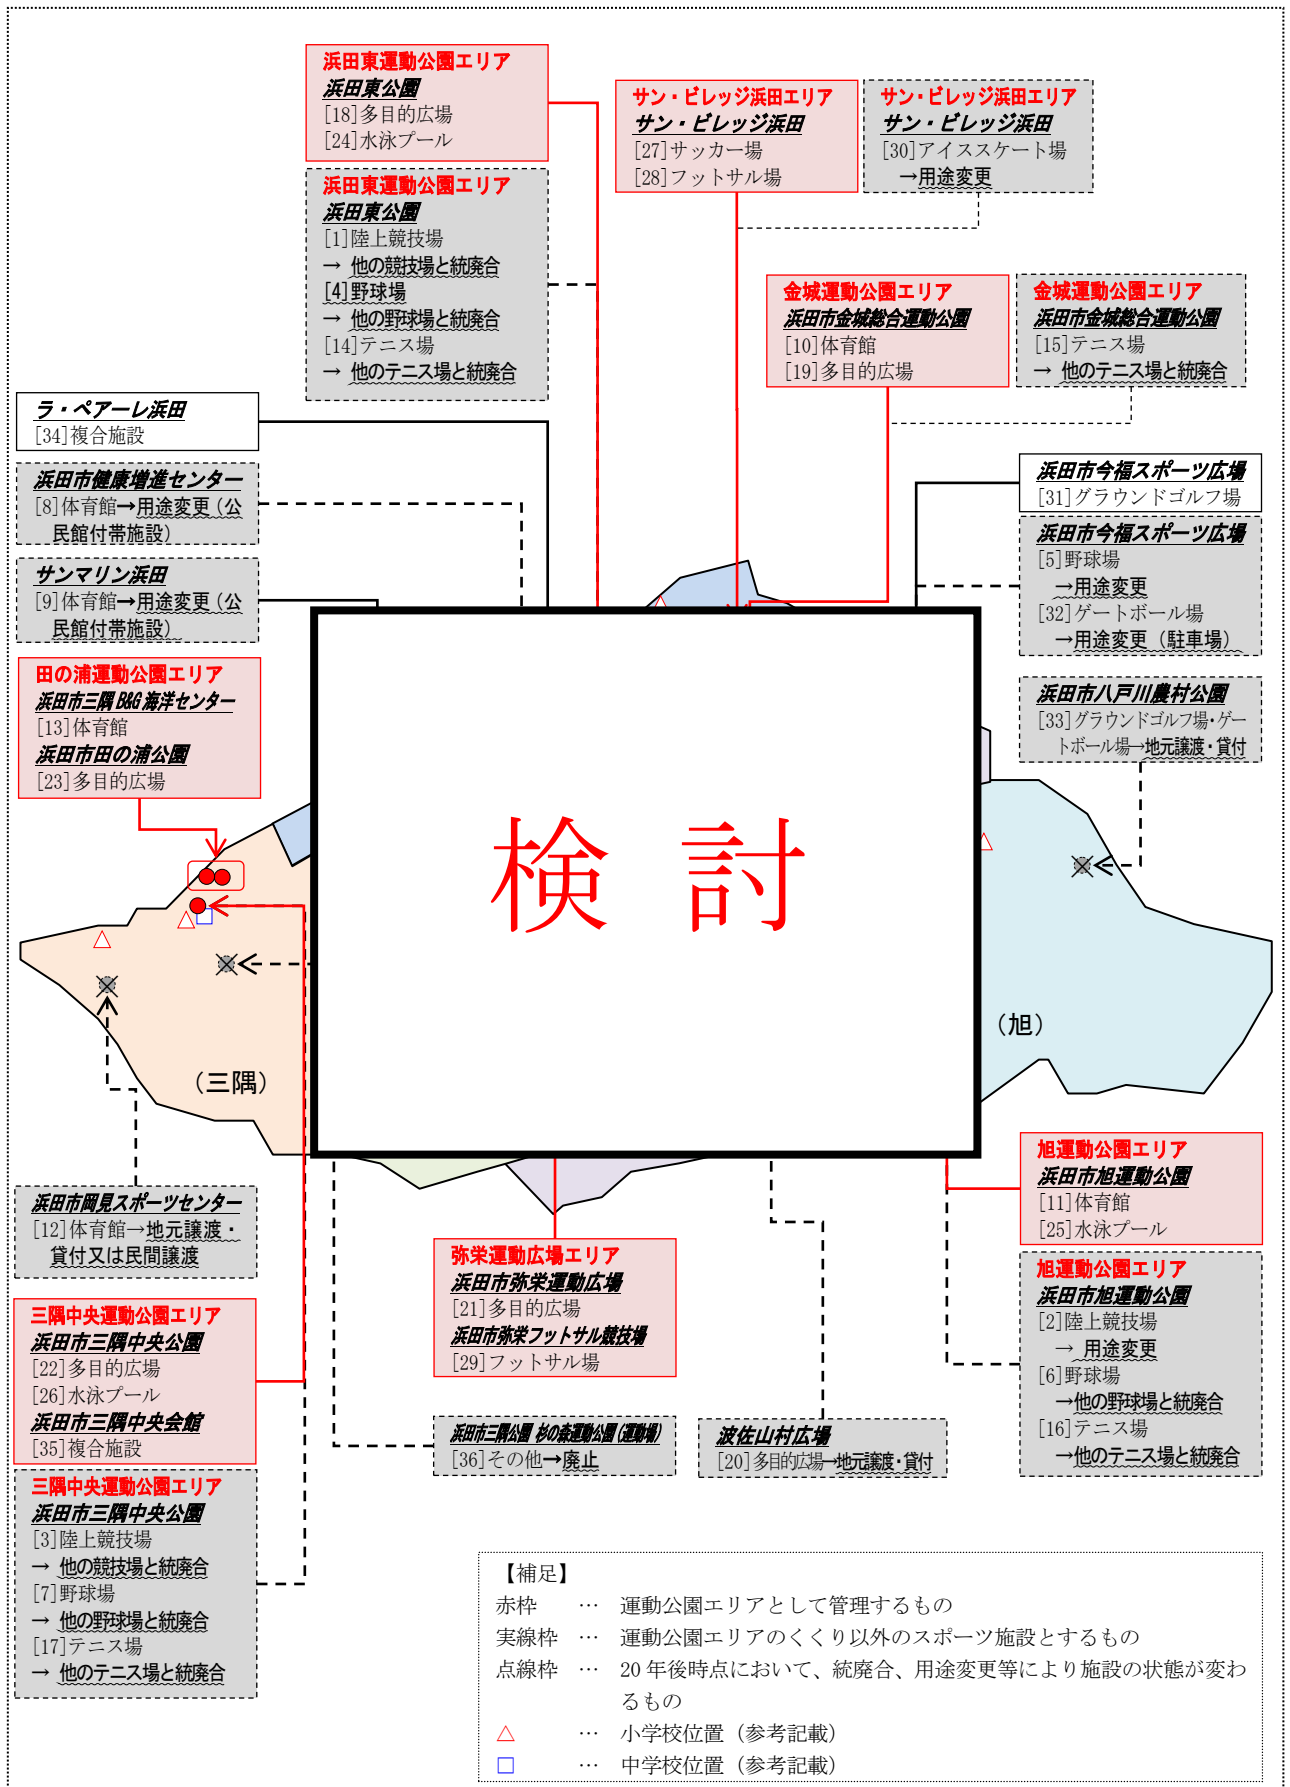 浜田東運動公園エリア
浜田東公園
[18]多目的広場
[24]水泳プール
浜田東運動公園エリア
浜田東公園
[1]陸上競技場
→ 他の競技場と統廃合
[4]野球場
→ 他の野球場と統廃合
[14]テニス場
→ 他のテニス場と統廃合
サン・ビレッジ浜田エリア
サン・ビレッジ浜田
[27]サッカー場
[28]フットサル場
サン・ビレッジ浜田エリア
サン・ビレッジ浜田
[30]アイススケート場
→用途変更
金城運動公園エリア
浜田市金城総合運動公園
[10]体育館
[19]多目的広場
金城運動公園エリア
浜田市金城総合運動公園
[15]テニス場
→ 他のテニス場と統廃合
ラ・ペアーレ浜田
[34]複合施設
浜田市健康増進センター
[8]体育館→用途変更（公
民館付帯施設）
サンマリン浜田
[9]体育館→用途変更（公
民館付帯施設）
浜田市今福スポーツ広場
[31]グラウンドゴルフ場
浜田市今福スポーツ広場
[5]野球場
→用途変更
[32]ゲートボール場
→用途変更（駐車場）
田の浦運動公園エリア
浜田市三隅B&G海洋センター
[13]体育館
浜田市田の浦公園
[23]多目的広場
浜田市八戸川農村公園
[33]グラウンドゴルフ場・ゲー
トボール場→地元譲渡・貸付
検 討
（旭）
（三隅）
浜田市岡見スポーツセンター
[12]体育館→地元譲渡・
貸付又は民間譲渡
旭運動公園エリア
浜田市旭運動公園
[11]体育館
[25]水泳プール
旭運動公園エリア
浜田市旭運動公園
[2]陸上競技場
→ 用途変更
[6]野球場
→他の野球場と統廃合
[16]テニス場
→他のテニス場と統廃合
弥栄運動広場エリア
浜田市弥栄運動広場
[21]多目的広場
浜田市弥栄フットサル競技場
[29]フットサル場
三隅中央運動公園エリア
浜田市三隅中央公園
[22]多目的広場
[26]水泳プール
浜田市三隅中央会館
[35]複合施設
三隅中央運動公園エリア
浜田市三隅中央公園
[3]陸上競技場
→ 他の競技場と統廃合
[7]野球場
→ 他の野球場と統廃合
[17]テニス場
→ 他のテニス場と統廃合
浜田市三隅公園 杉の森運動公園(運動場)
[36]その他→廃止
波佐山村広場
[20]多目的広場→地元譲渡・貸付
【補足】
赤枠 … 運動公園エリアとして管理するもの
実線枠 … 運動公園エリアのくくり以外のスポーツ施設とするもの
点線枠 … 20 年後時点において、統廃合、用途変更等により施設の状態が変わ
るもの
△ … 小学校位置（参考記載）
□ … 中学校位置（参考記載）